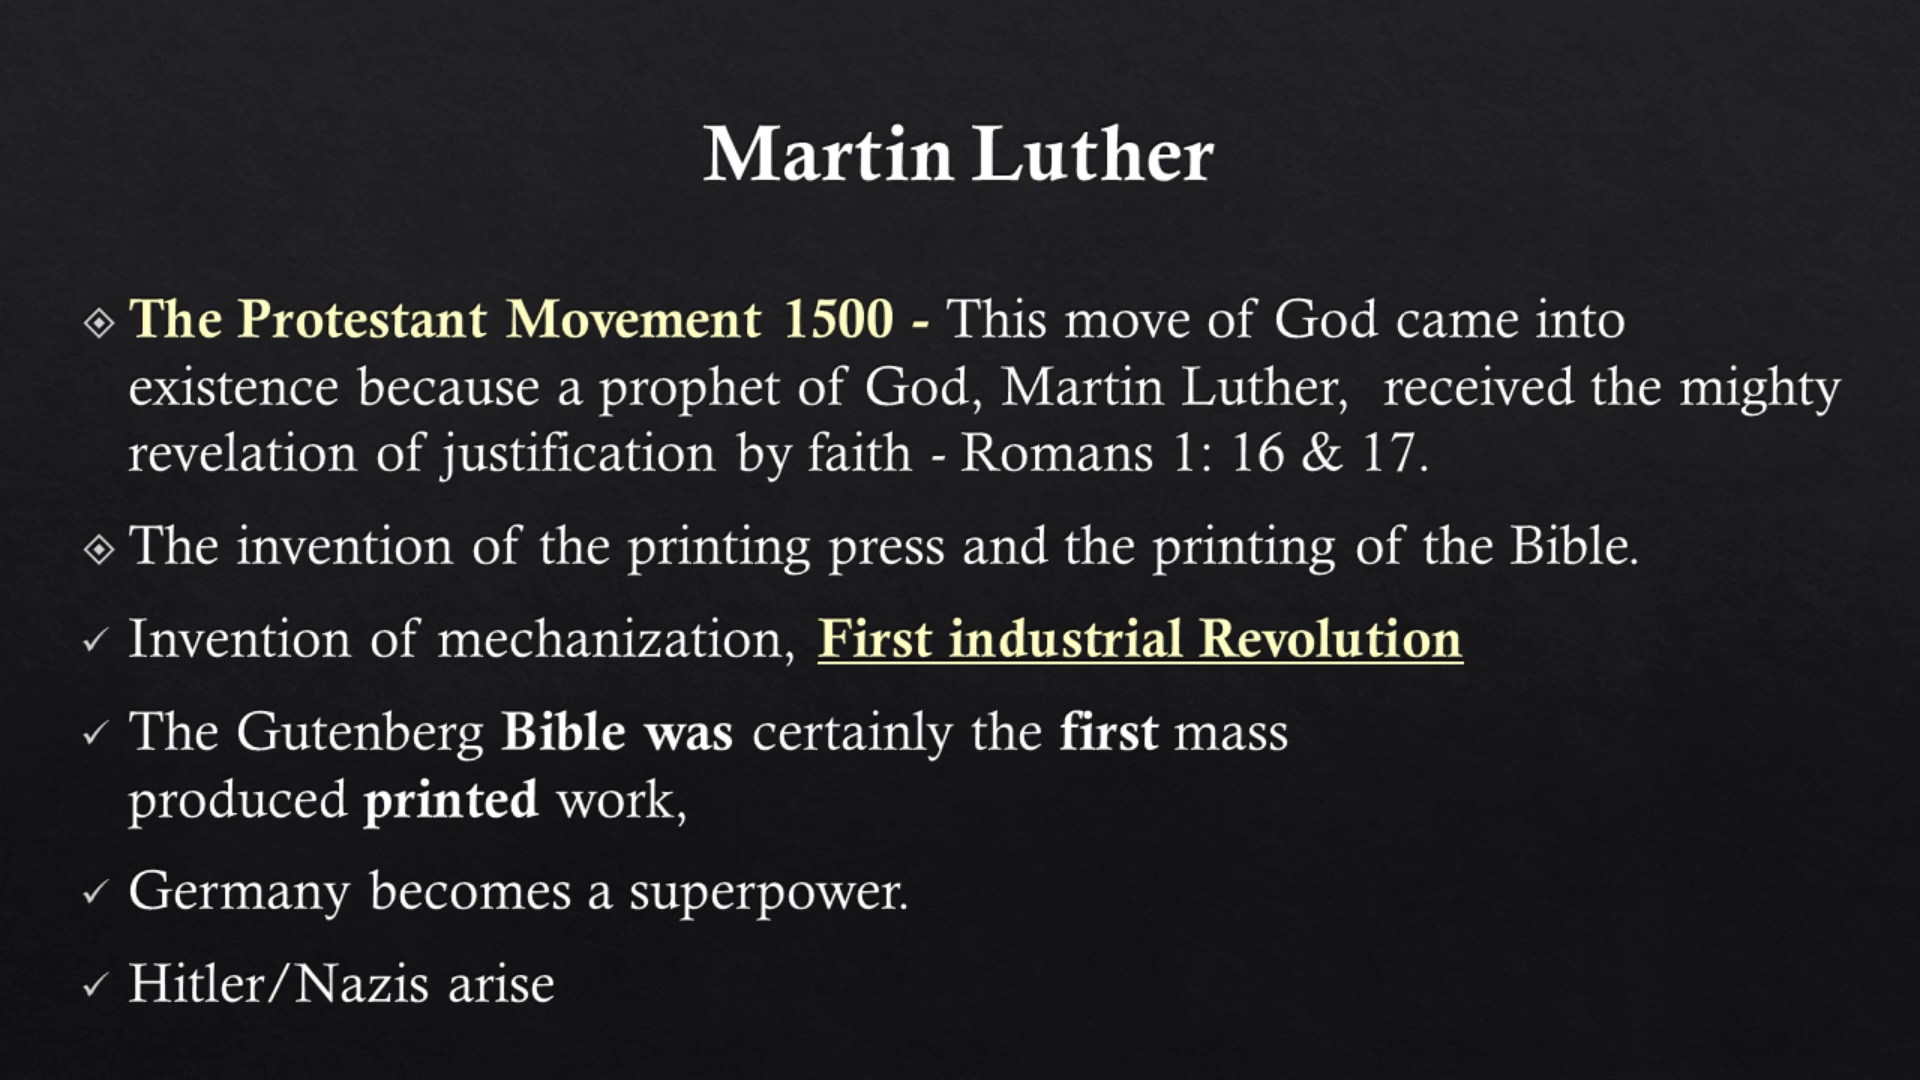 Martin Luther
The Protestant Movement 1500 - This move of God came into
existence because a prophet of God, Martin Luther, received the mighty
revelation of justification by faith - Romans 1: 16 & 17.
The invention of the printing press and the printing of the Bible.
Invention of mechanization, First industrial Revolution
The Gutenberg Bible was certainly the first mass
produced printed work,
Germany becomes a superpower.
Hitler/Nazis arise